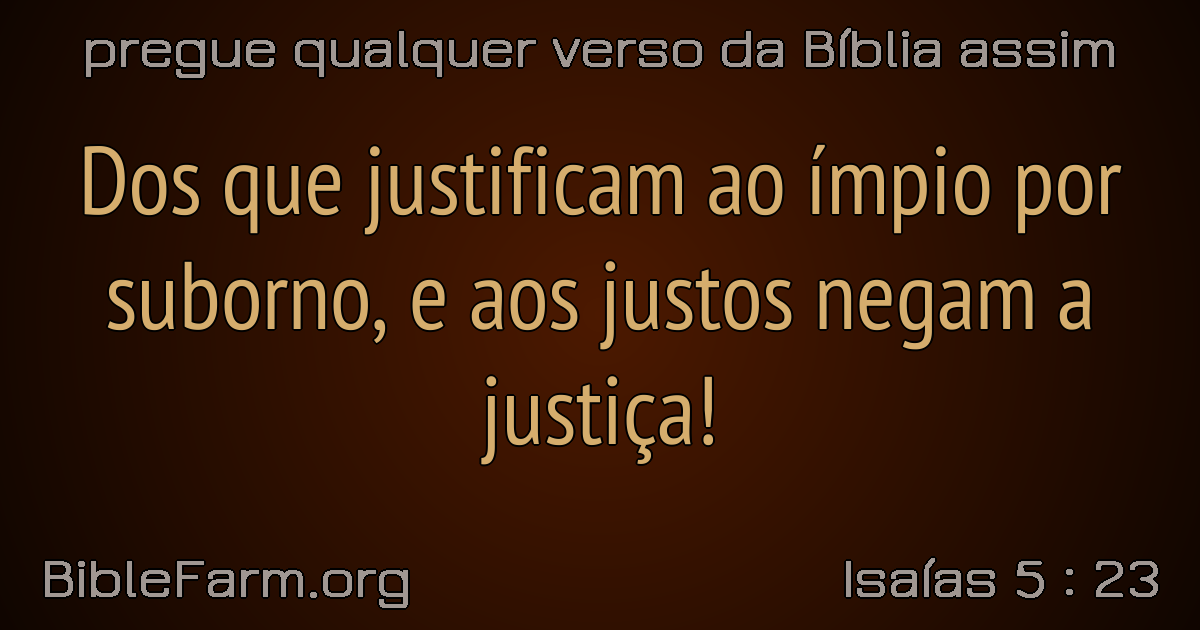 pregue qualquer verso da Bíblia assim
Dos que justificam ao ímpio por
suborno, e aos justos negam a
justiça!
BibleFarm.org
Isaías 5 : 23